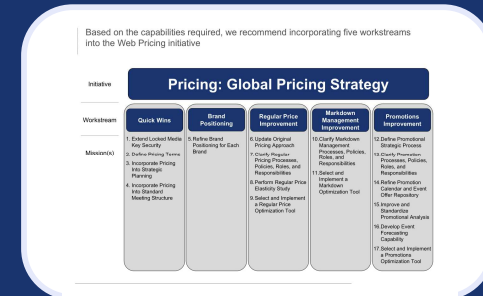 Based on the capabilities required, we recommend incorporating five workstreams
into the Web Pricing initiative
Initiative
Pricing: Global Pricing Strategy
Workstream
Quick Wins
Brand
Positioning
Regular Price
Improvement
Markdown
Management
Improvement
Promotions
Improvement
Mission(s)
1. Extend Locked Media
Key Security
2. Define Pricing Terms
3. Incorporate Pricing
Into Strategic
Planning
4. Incorporate Pricing
Into Standard
Meeting Structure
5. Refine Brand
Positioning for Each
Brand
6. Update Original
Pricing Approach
7. Clarify Regular
Pricing Processes,
Policies, Roles, and
Responsibilities
8. Perform Regular Price
Elasticity Study
9. Select and Implement
a Regular Price
Optimization Tool
10. Clarify Markdown
Management
Processes, Policies,
Roles, and
Responsibilities
11. Select and
Implement a
Markdown
Optimization Tool
12. Define Promotional
Strategic Process
13. Clarify Promotion
Processes, Policies,
Roles, and
Responsibilities
14. Refine Promotion
Calendar and Event
Offer Repository
15. Improve and
Standardize
Promotional Analysis
16. Develop Event
Forecasting
Capability
17. Select and Implement
a Promotions
Optimization Tool